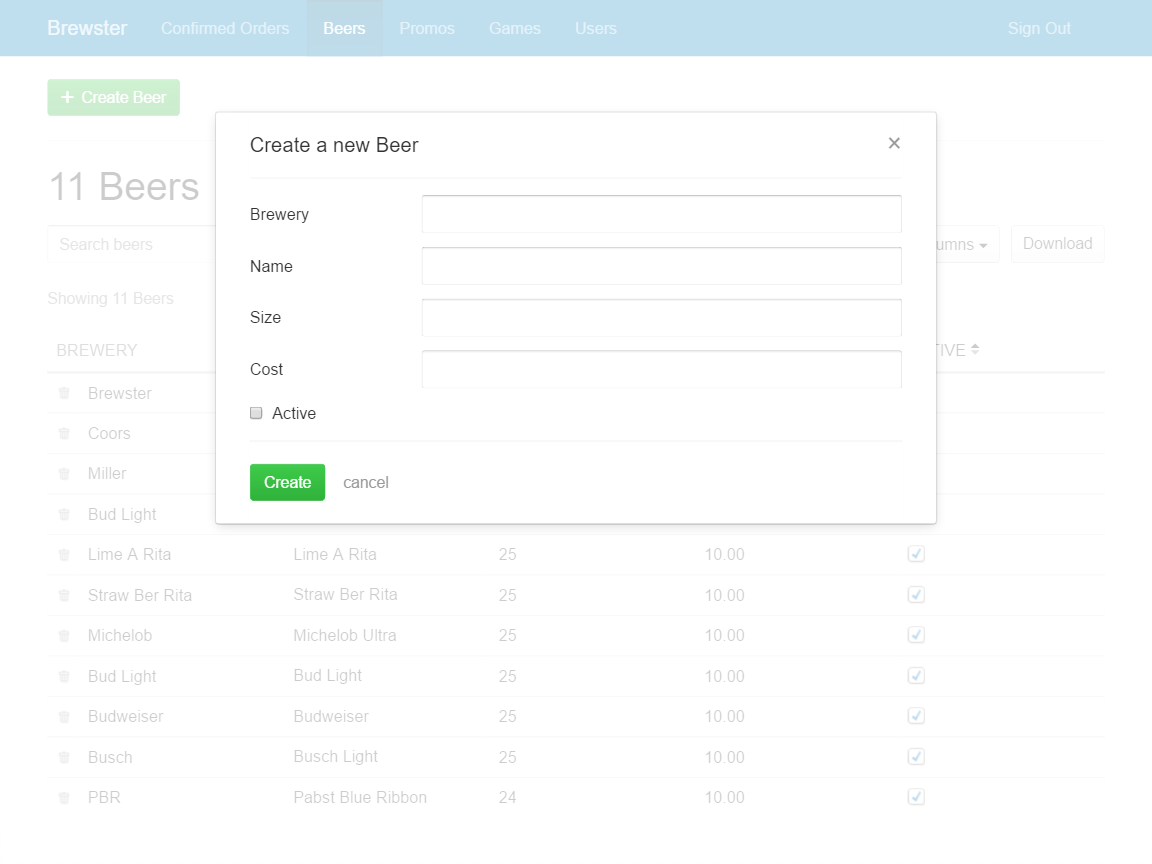 Brewster Confirmed Orders Beers Promos Games Users Sign Out
+ Create Beer
Create a new Beer ×
11 Beers
Brewery
Search beers
umns Download
Name
Showing 11 Beers
Size
BREWERY TIVE
Cost
Brewster
Active
Coors
Miller
Create cancel
Bud Light
Lime A Rita Lime A Rita 25 10.00
Straw Ber Rita Straw Ber Rita 25 10.00
Michelob Michelob Ultra 25 10.00
Bud Light Bud Light 25 10.00
Budweiser Budweiser 25 10.00
Busch Busch Light 25 10.00
PBR Pabst Blue Ribbon 24 10.00